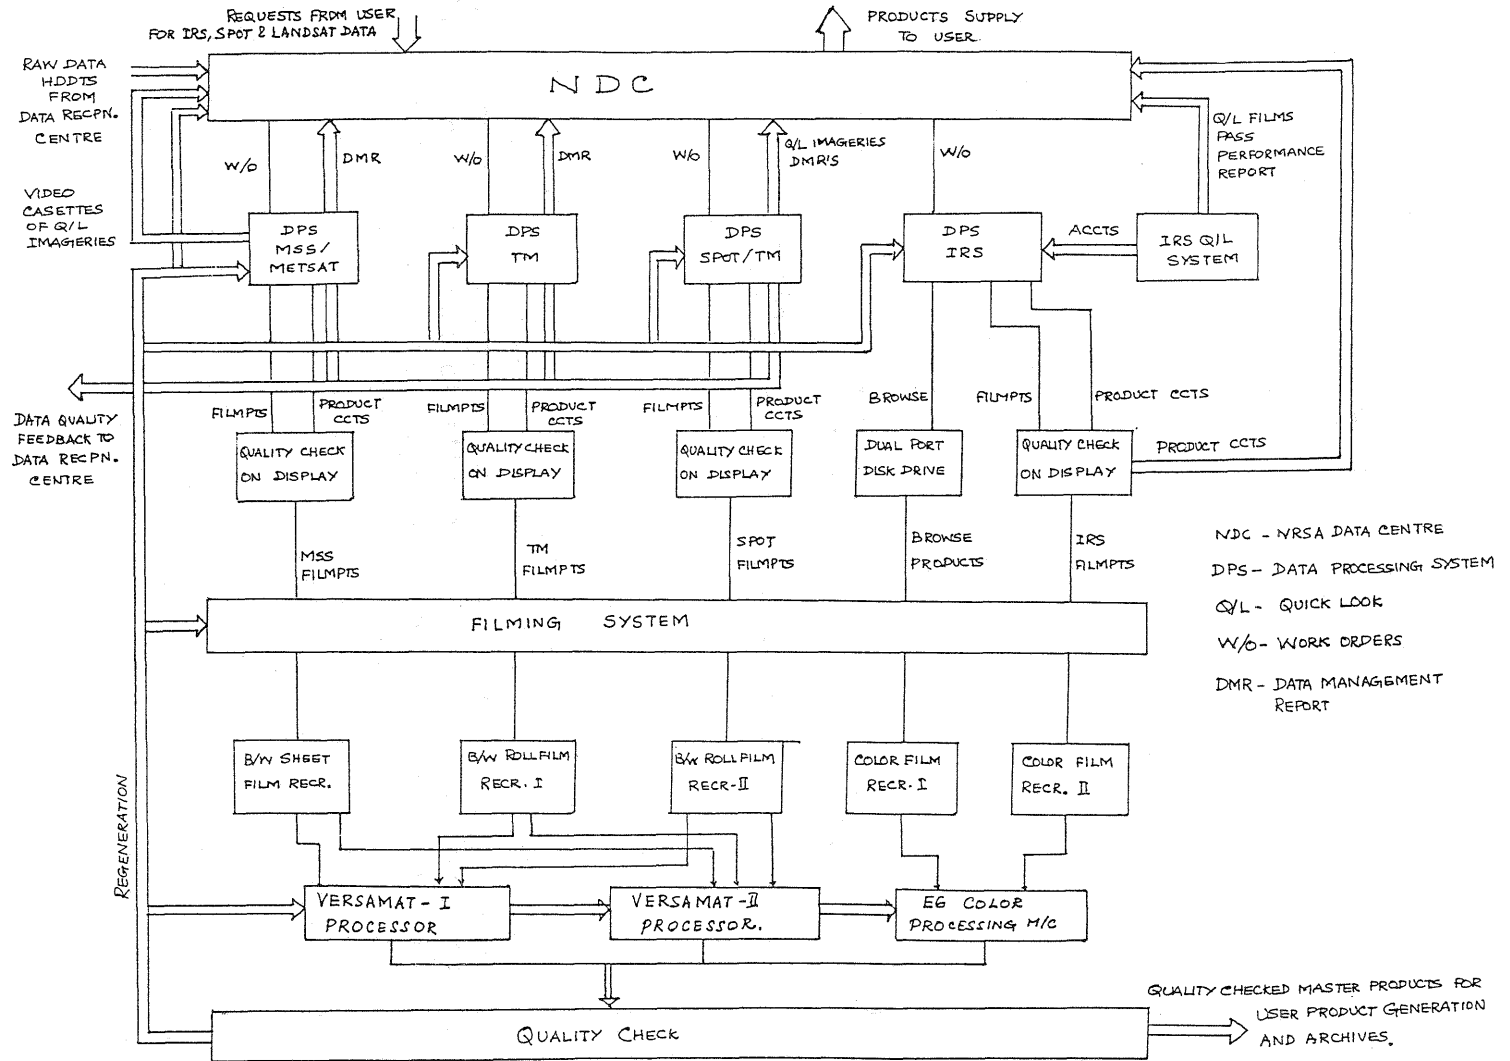 REQUESTS FROM USER
FOR IRS, SPOT & LANDSAT DATA
PRODUCTS SUPPLY
TO USER.
RAW DATA
HDDTS
FROM
DATA RECPN.
CENTRE
NDC
Q/L FILMS
PASS
PERFORMANCE
REPORT
W/O
DMR
W/O
DMR
W/O
Q/L IMAGERIES
DMR'S
W/O
VIDEO
CASETTES
OF Q/L
IMAGERIES
DPS
MSS/
METSAT
DPS
TM
DPS
SPOT/TM
DPS
IRS
ACCTS
IRS Q/L
SYSTEM
DATA QUALITY
FEEDBACK TO
DATA RECPN.
CENTRE
FILMPTS
PRODUCT
CCTS
FILMPTS
PRODUCT
CCTS
FILMPTS
PRODUCT
CCTS
BROWSE
FILMPTS
PRODUCT CCTS
QUALITY CHECK
ON DISPLAY
QUALITY CHECK
ON DISPLAY
QUALITY CHECK
ON DISPLAY
DUAL PORT
DISK DRIVE
QUALITY CHECK
ON DISPLAY
PRODUCT CCTS
MSS
FILMPTS
TM
FILMPTS
SPOT
FILMPTS
BROWSE
PRODUCTS
IRS
FILMPTS
NDC - NRSA DATA CENTRE
DPS - DATA PROCESSING SYSTEM
Q/L - QUICK LOOK
W/O - WORK ORDERS
DMR - DATA MANAGEMENT
REPORT
FILMING SYSTEM
B/W SHEET
FILM RECR.
B/W ROLLFILM
RECR. I
B/W ROLLFILM
RECR-II
COLOR FILM
RECR. I
COLOR FILM
RECR. II
REGENERATION
VERSAMAT - I
PROCESSOR
VERSAMAT - II
PROCESSOR.
E6 COLOR
PROCESSING M/C
QUALITY CHECK
QUALITY CHECKED MASTER PRODUCTS FOR
USER PRODUCT GENERATION
AND ARCHIVES.